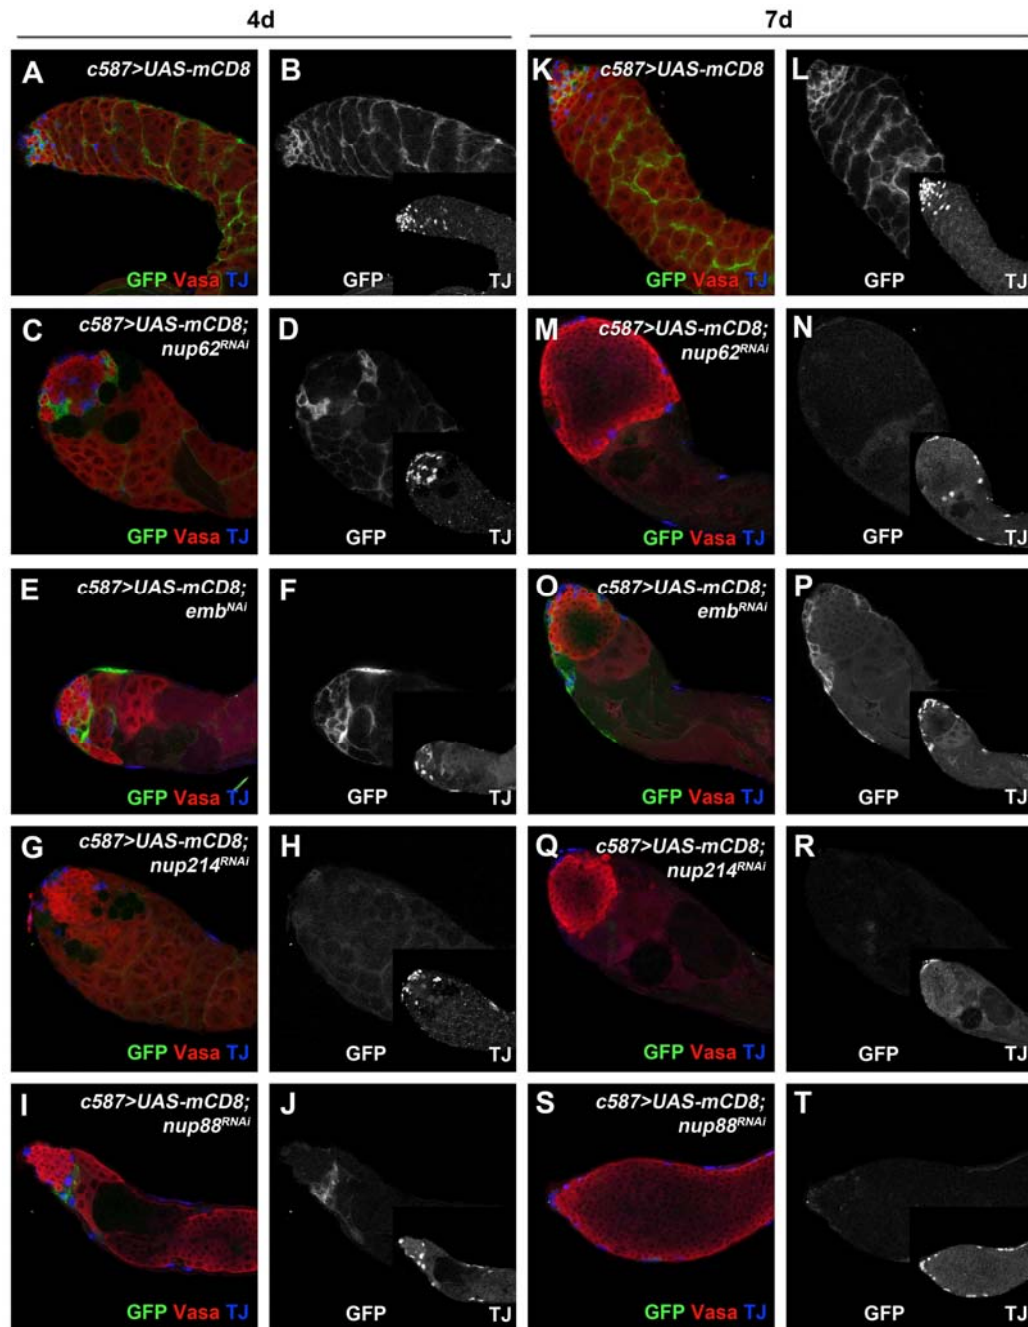 4d 7d
A c587>UAS-mCD8
GFP Vasa TJ
B
GFP TJ
K c587>UAS-mCD8
GFP Vasa TJ
L
GFP TJ
C c587>UAS-mCD8;
nup62RNAi
GFP Vasa TJ
D
GFP TJ
M c587>UAS-mCD8;
nup62RNAi
GFP Vasa TJ
N
GFP TJ
E c587>UAS-mCD8;
embNAi
GFP Vasa TJ
F
GFP TJ
O c587>UAS-mCD8;
embRNAi
GFP Vasa TJ
P
GFP TJ
G c587>UAS-mCD8;
nup214RNAi
GFP Vasa TJ
H
GFP TJ
Q c587>UAS-mCD8;
nup214RNAi
GFP Vasa TJ
R
GFP TJ
I c587>UAS-mCD8;
nup88RNAi
GFP Vasa TJ
J
GFP TJ
S c587>UAS-mCD8;
nup88RNAi
GFP Vasa TJ
T
GFP TJ